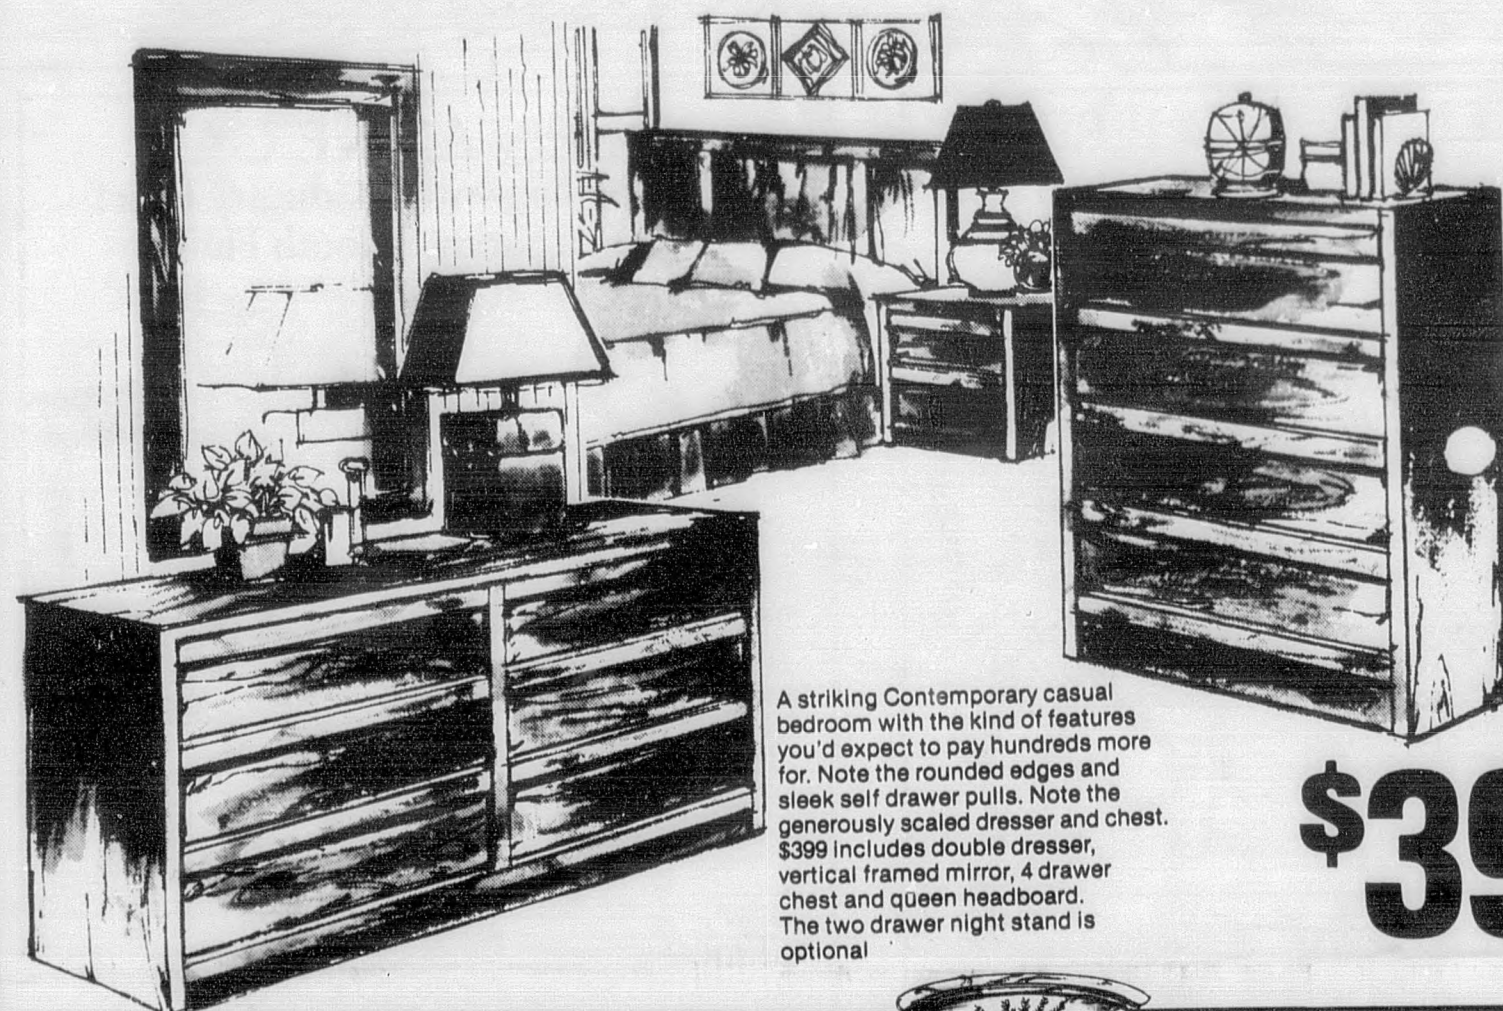 A striking Contemporary casual
bedroom with the kind of features
you'd expect to pay hundreds more
for. Note the rounded edges and
sleek self drawer pulls. Note the
generously scaled dresser and chest.
$399 includes double dresser,
vertical framed mirror, 4 drawer
chest and queen headboard.
The two drawer night stand is
optional
$39